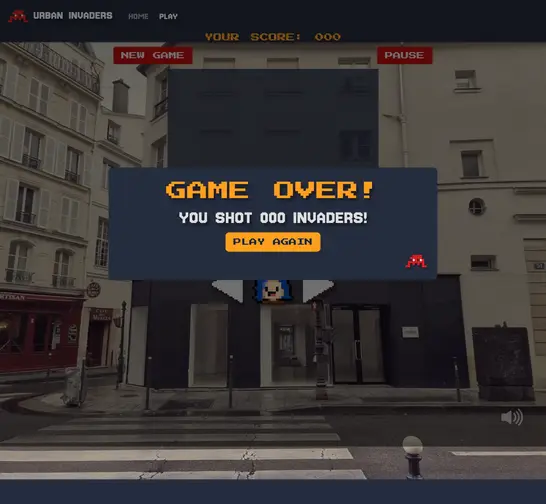 URBAN INVADERS
HOME
PLAY
YOUR SCORE: 000
NEW GAME
PAUSE
GAME OVER!
YOU SHOT 000 INVADERS!
PLAY AGAIN